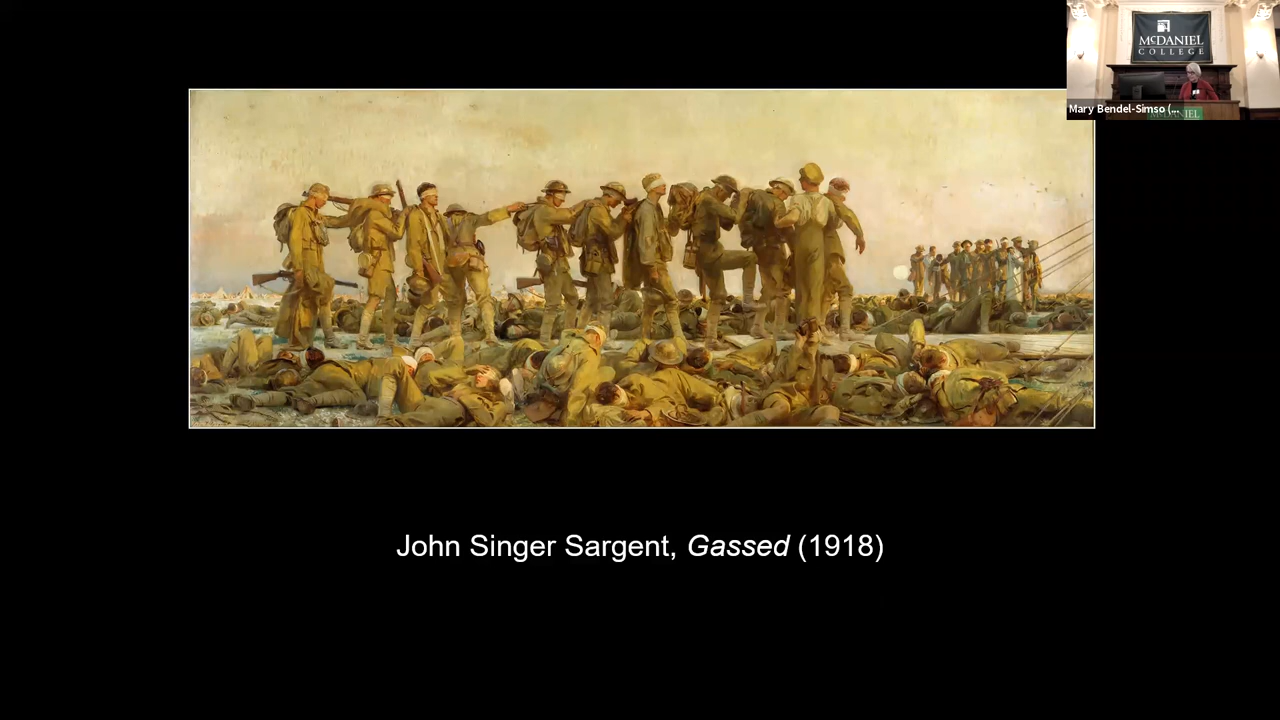 McDANIEL
COLLEGE
Mary Bendel-Simso (...
John Singer Sargent, Gassed (1918)